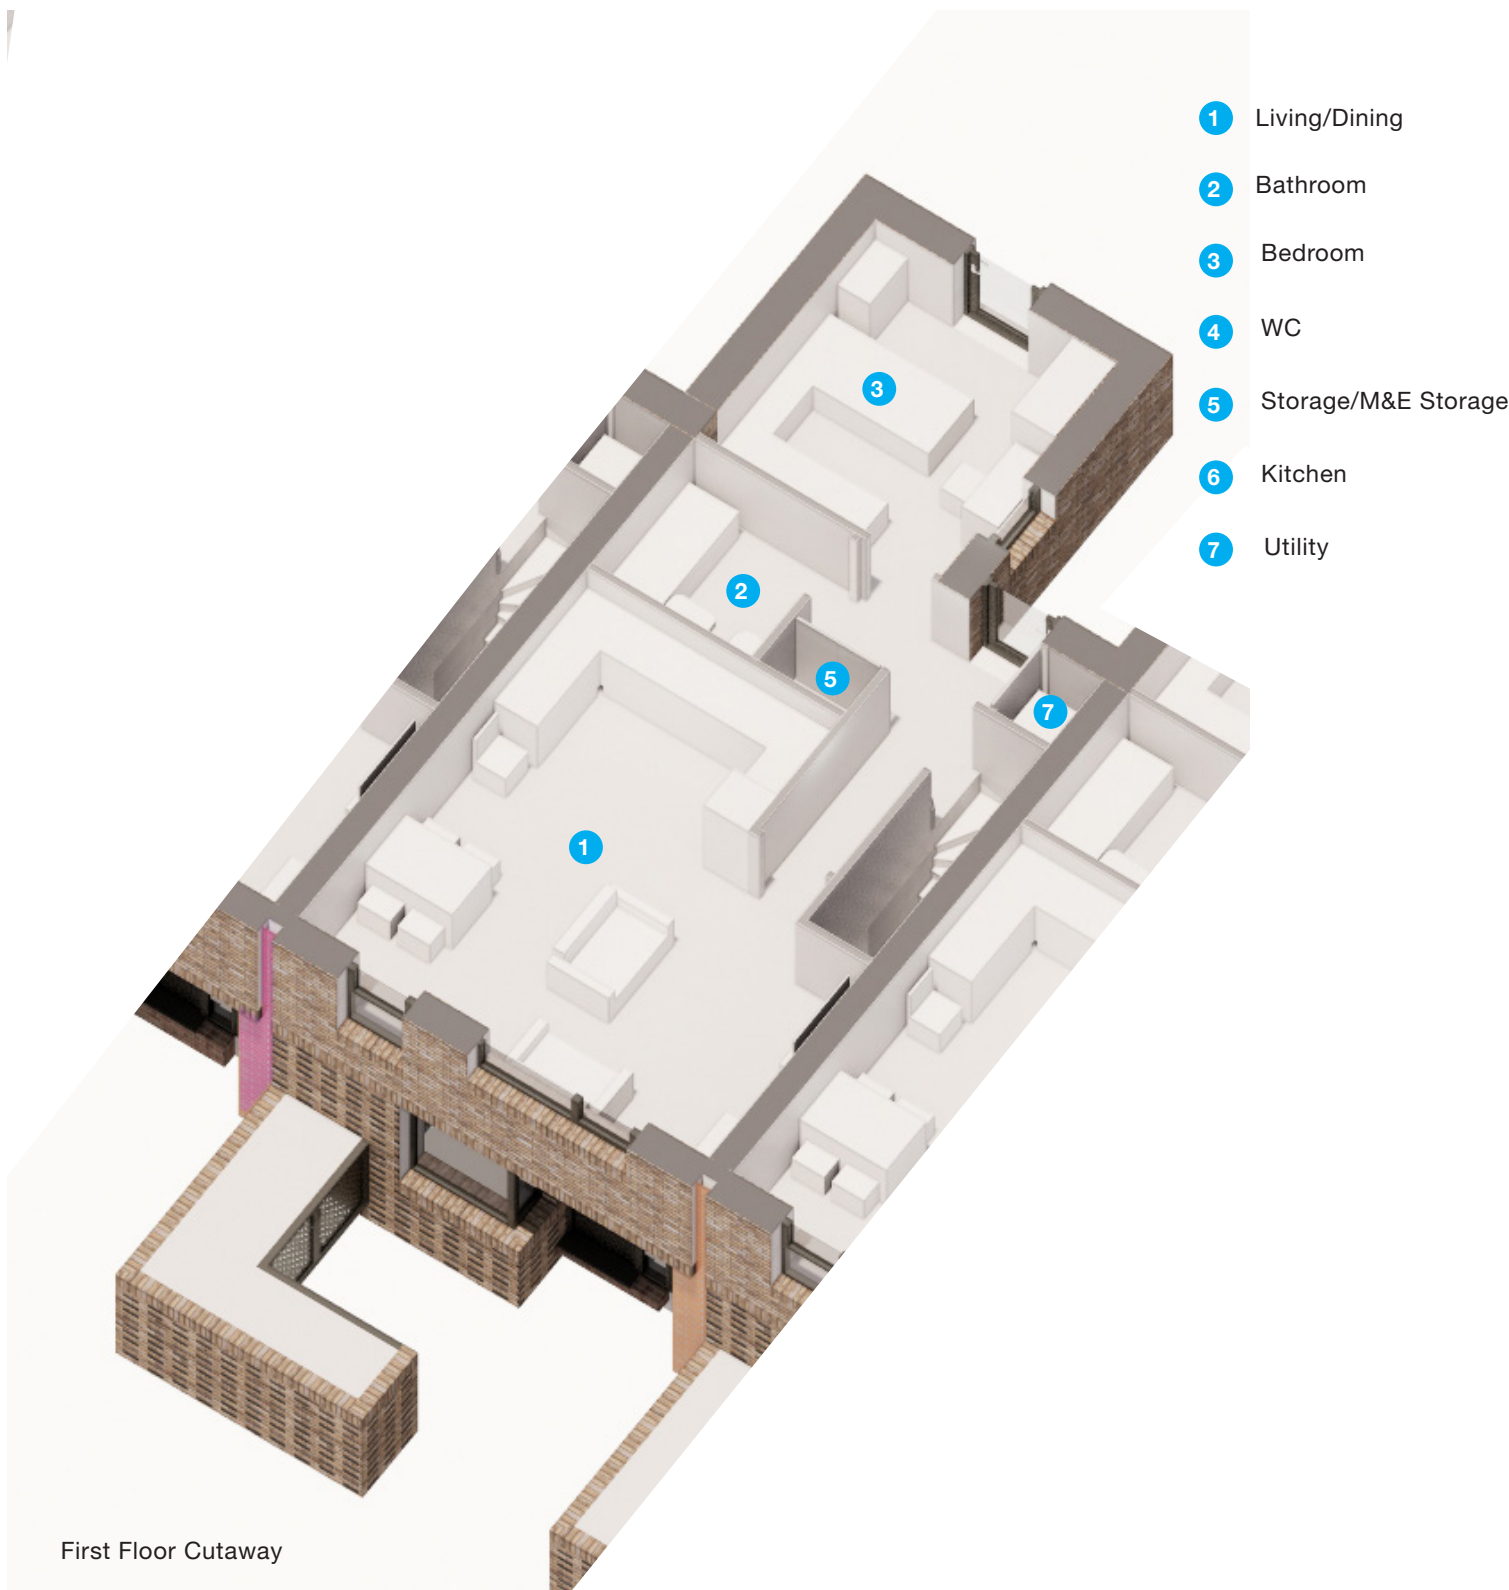 1 Living/Dining
2 Bathroom
3 Bedroom
4 WC
5 Storage/M&E Storage
6 Kitchen
7 Utility
3
2
5
7
1
First Floor Cutaway